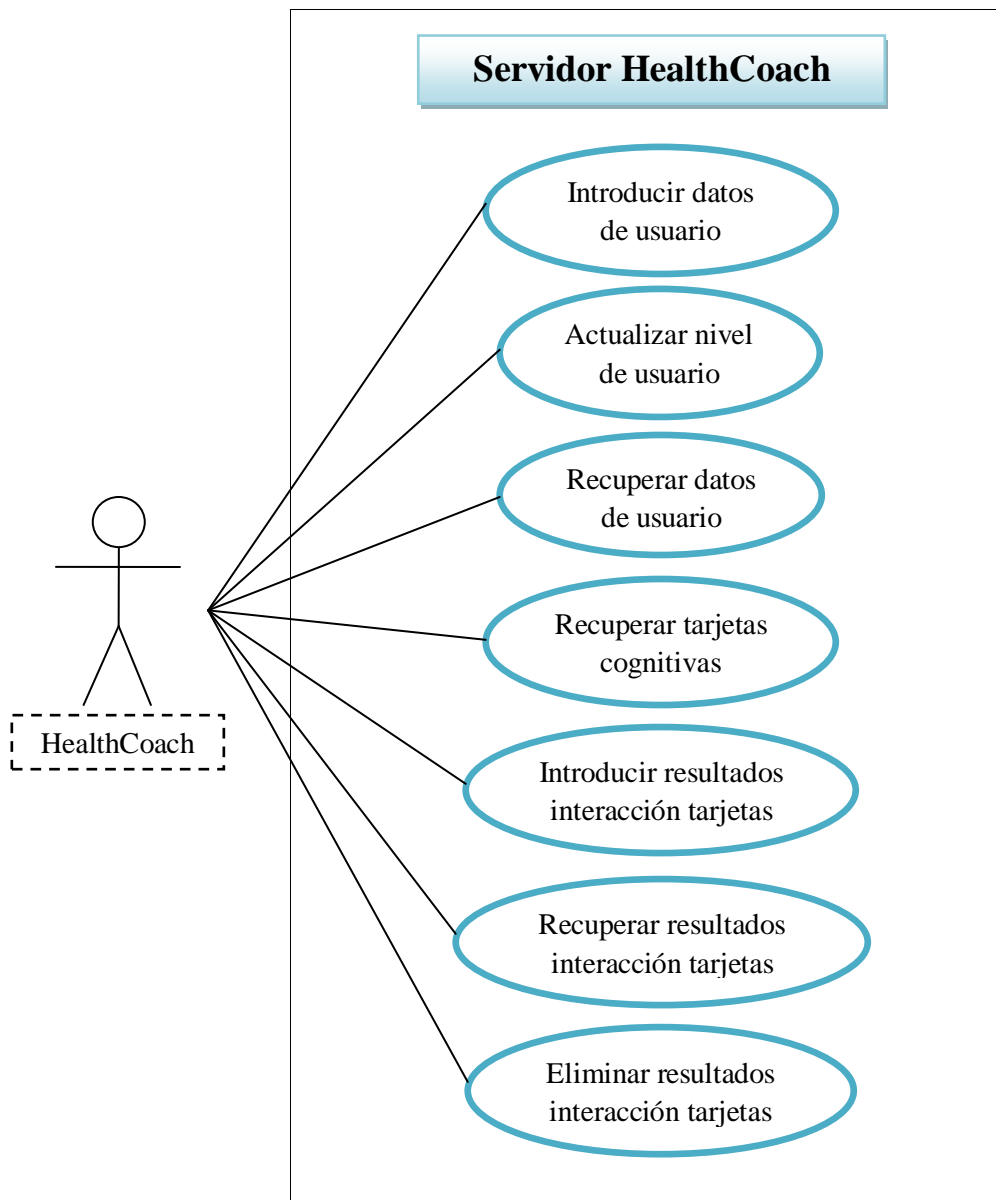 Servidor HealthCoach
Introducir datos
de usuario
Actualizar nivel
de usuario
Recuperar datos
de usuario
Recuperar tarjetas
cognitivas
HealthCoach
Introducir resultados
interacción tarjetas
Recuperar resultados
interacción tarjetas
Eliminar resultados
interacción tarjetas